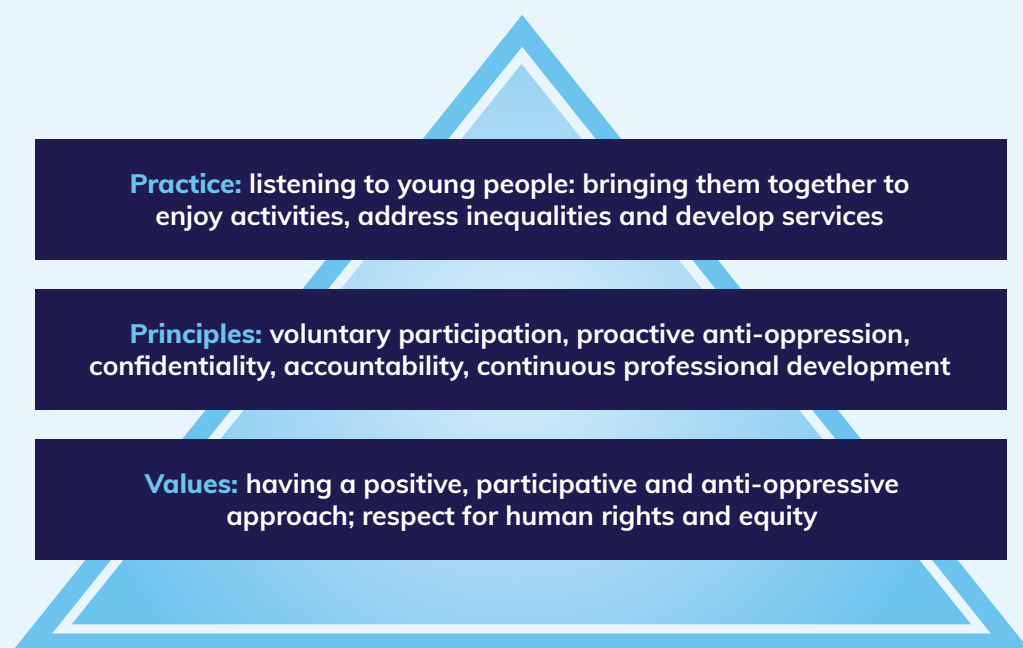 Practice: listening to young people: bringing them together to
enjoy activities, address inequalities and develop services
Principles: voluntary participation, proactive anti-oppression,
confidentiality, accountability, continuous professional development
Values: having a positive, participative and anti-oppressive
approach; respect for human rights and equity